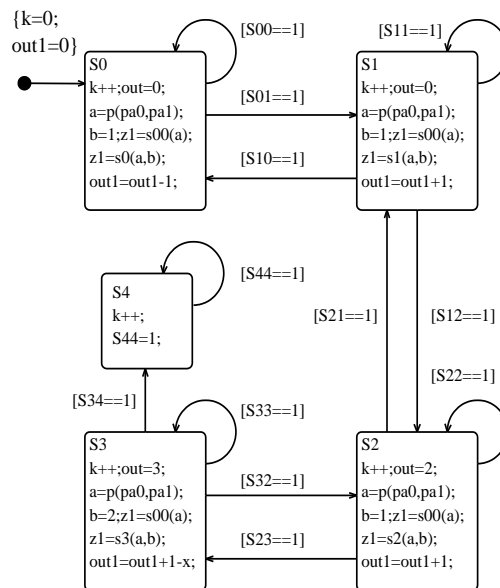 {k=0;
out1=0}
[S00==1]
[S11==1]
S0
k++;out=0;
a=p(pa0,pa1);
b=1;z1=s00(a);
z1=s0(a,b);
out1=out1-1;
[S01==1]
[S10==1]
S1
k++;out=0;
a=p(pa0,pa1);
b=1;z1=s00(a);
z1=s1(a,b);
out1=out1+1;
S4
k++;
S44=1;
[S44==1]
[S21==1]
[S12==1]
[S34==1]
[S33==1]
[S22==1]
S3
k++;out=3;
a=p(pa0,pa1);
b=2;z1=s00(a);
z1=s3(a,b);
out1=out1+1-x;
[S32==1]
[S23==1]
S2
k++;out=2;
a=p(pa0,pa1);
b=1;z1=s00(a);
z1=s2(a,b);
out1=out1+1;